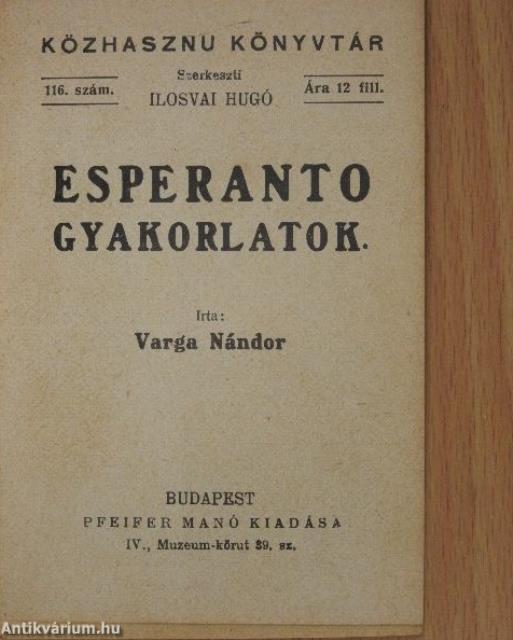 KÖZHASZNU KÖNYVTÁR
116. szám.
Szerkeszti
ILOSVAI HUGÓ
Ára 12 fill.
ESPERANTO
GYAKORLATOK.
Irta:
Varga Nándor
BUDAPEST
PFEIFER MANÓ KIADÁSA
IV., Muzeum-körut 39. sz.
Antikvárium.hu